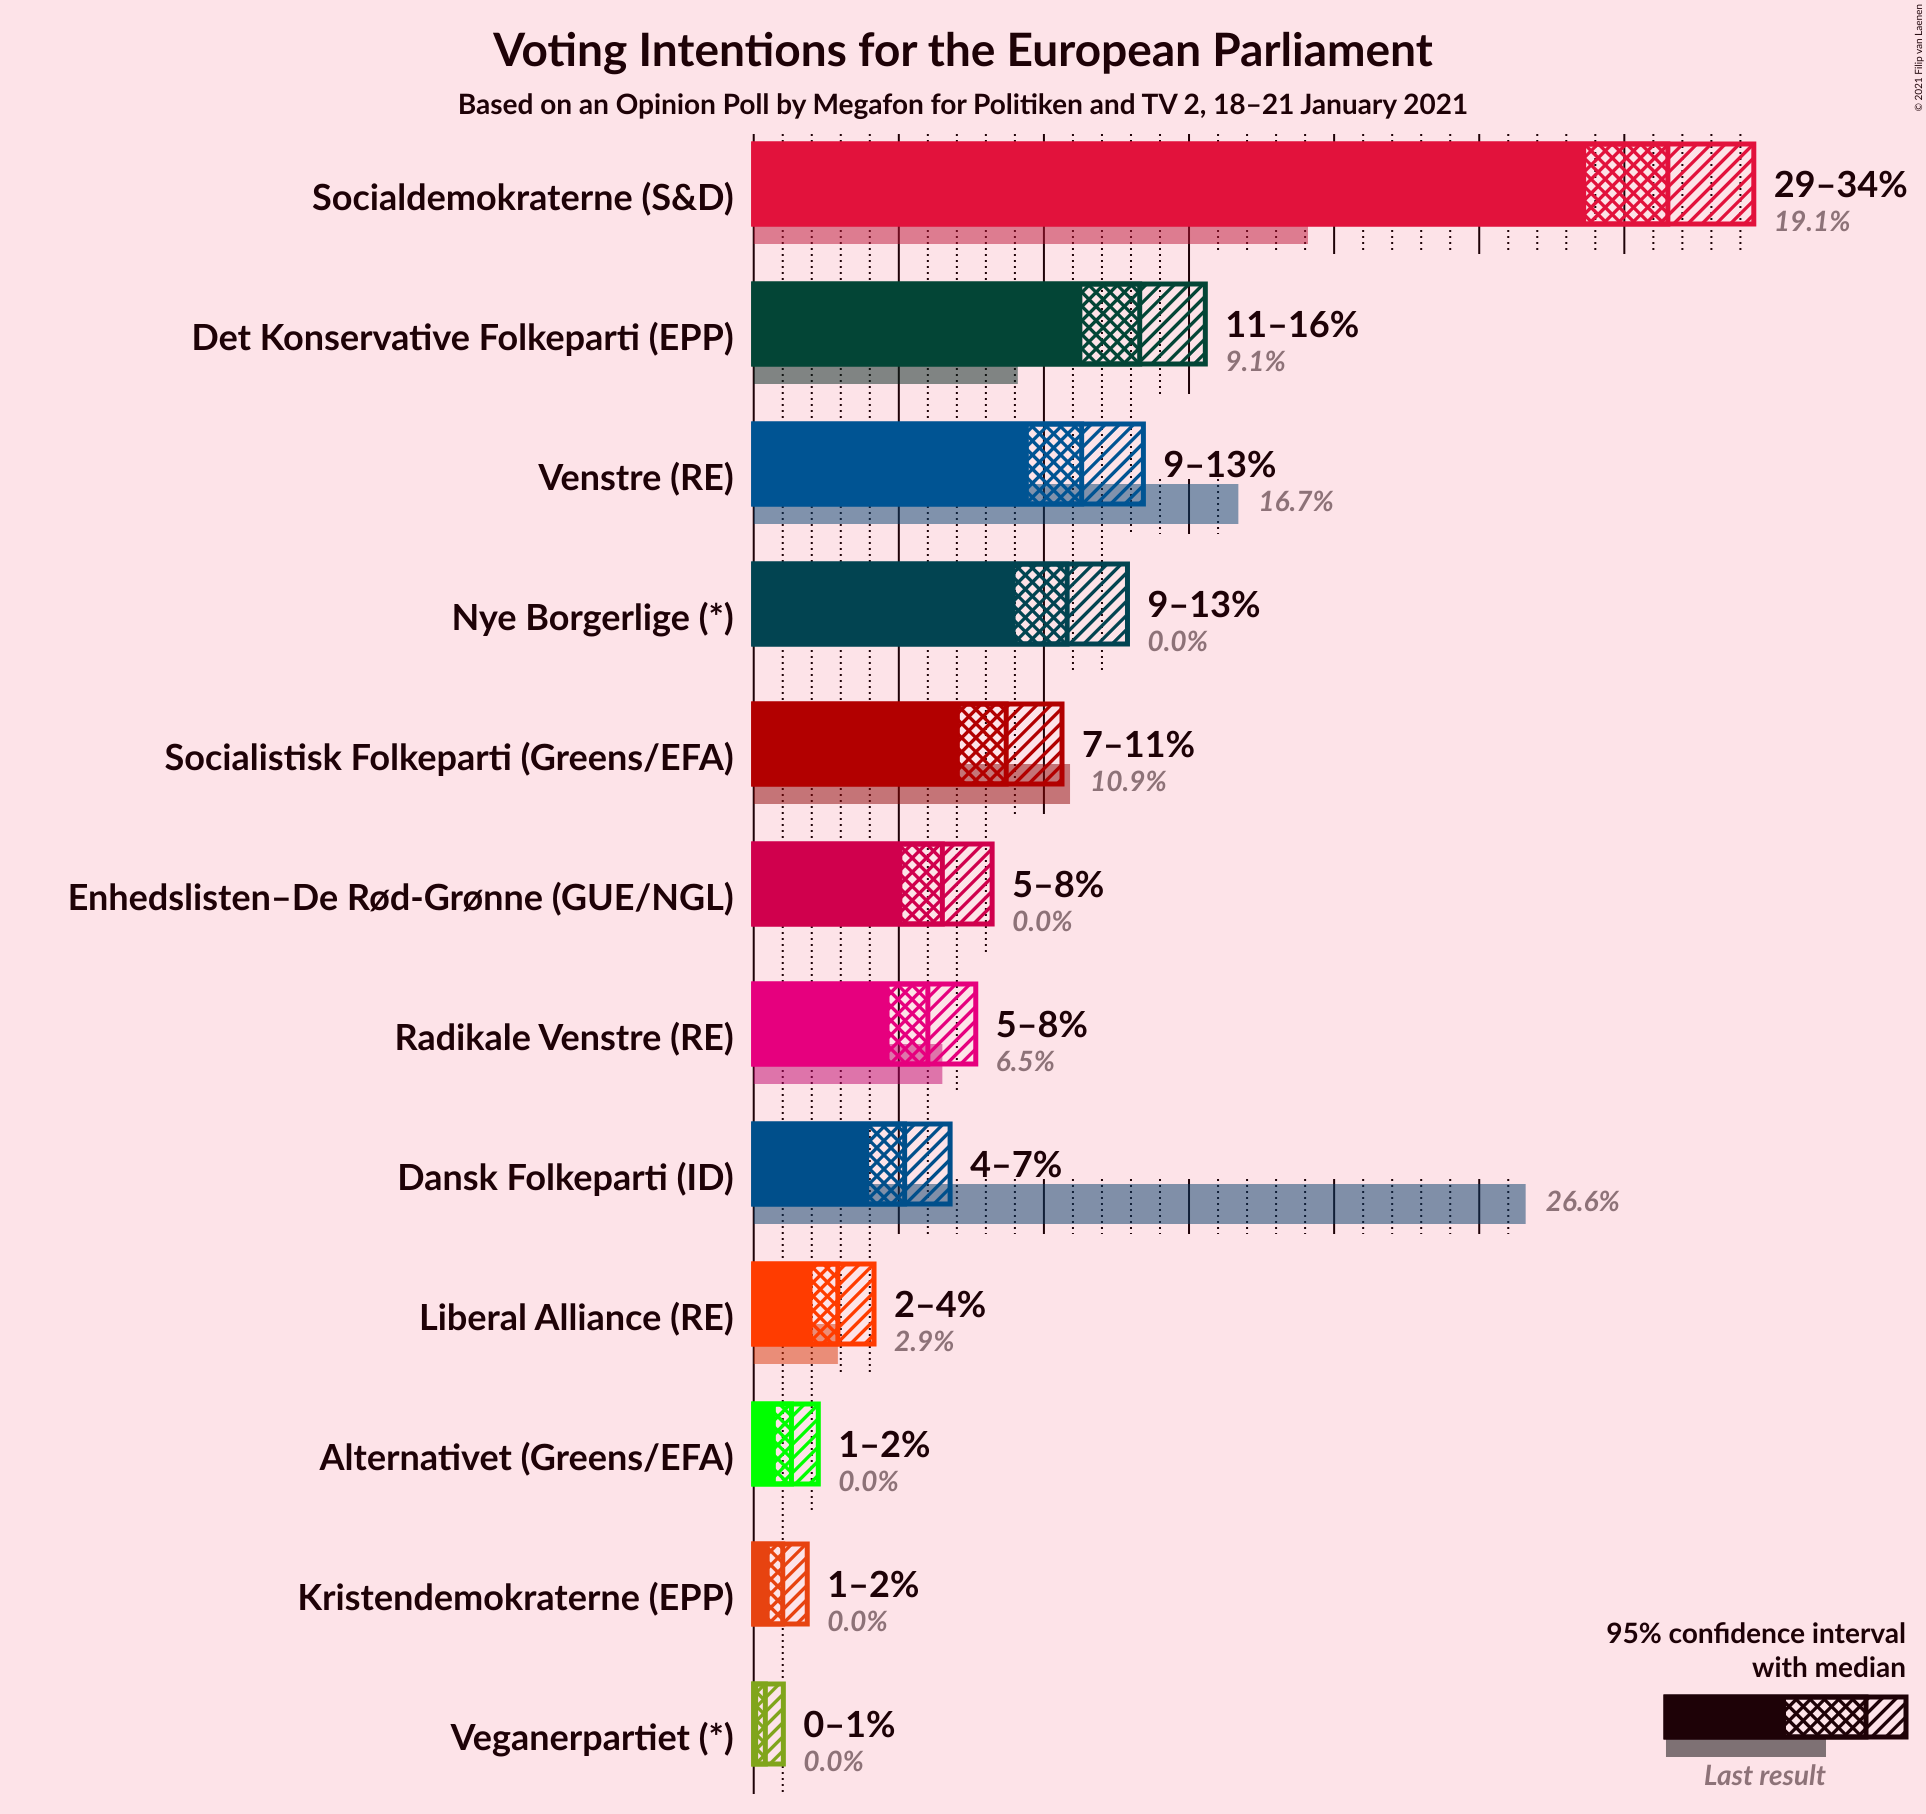 Voting Intentions for the European Parliament
Based on an Opinion Poll by Megafon for Politiken and TV 2, 18–21 January 2021
© 2021 Filip van Laenen
Socialdemokraterne (S&D)
29–34%
19.1%
Det Konservative Folkeparti (EPP)
11–16%
9.1%
Venstre (RE)
9–13%
16.7%
Nye Borgerlige (*)
9–13%
0.0%
Socialistisk Folkeparti (Greens/EFA)
7–11%
10.9%
Enhedslisten–De Rød-Grønne (GUE/NGL)
5–8%
0.0%
Radikale Venstre (RE)
5–8%
6.5%
Dansk Folkeparti (ID)
4–7%
26.6%
Liberal Alliance (RE)
2–4%
2.9%
Alternativet (Greens/EFA)
1–2%
0.0%
Kristendemokraterne (EPP)
1–2%
0.0%
Veganerpartiet (*)
0–1%
0.0%
95% confidence interval
with median
Last result